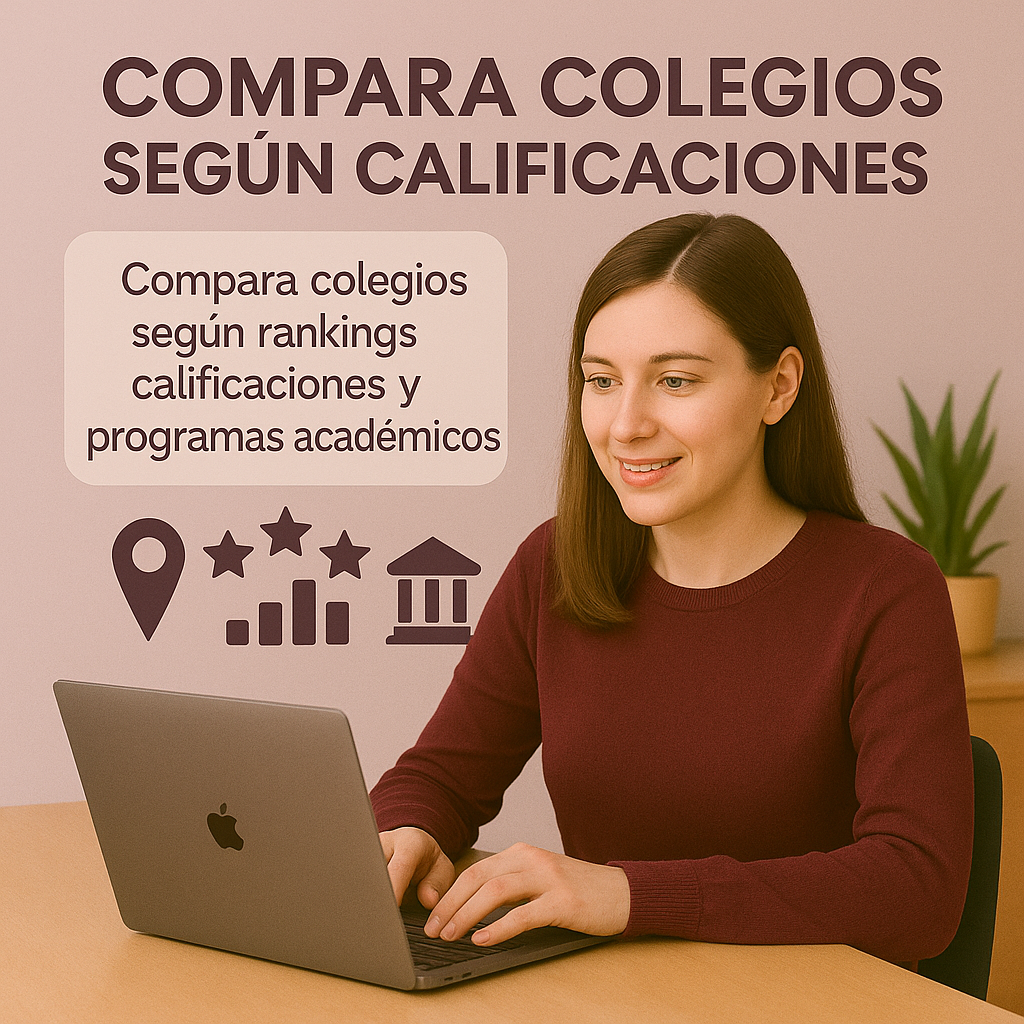 COMPARA COLEGIOS
SEGÚN CALIFICACIONES
Compara colegios
según rankings
calificaciones y
programas académicos